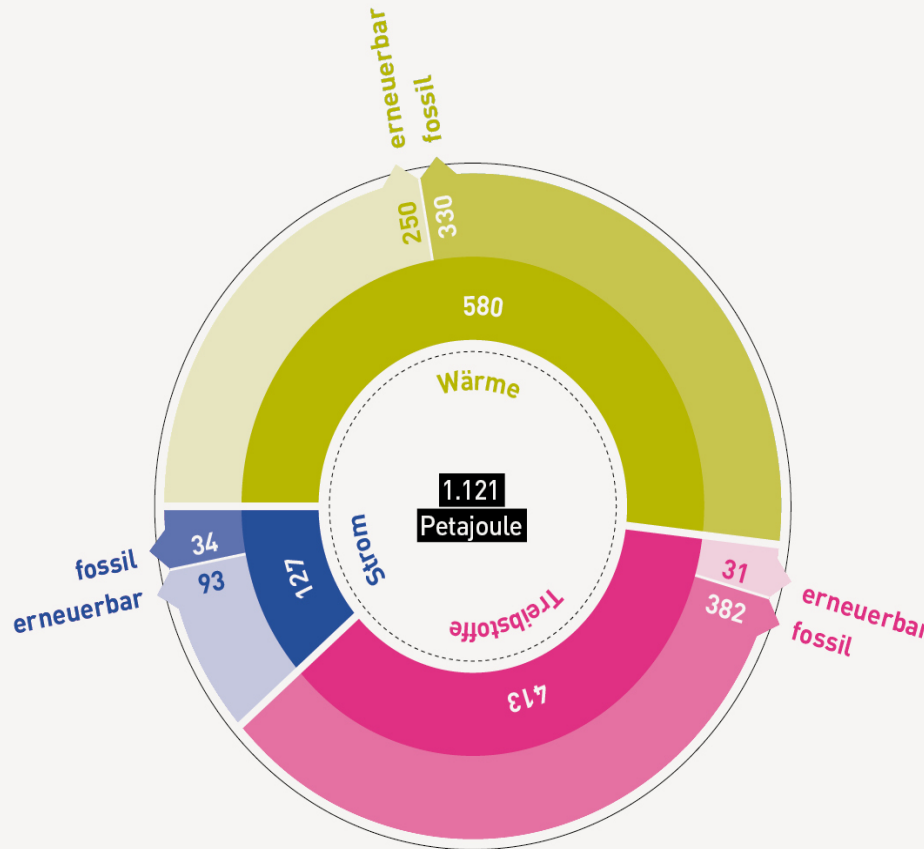 erneuerbar
fossil
250
330
580
Wärme
1.121
Petajoule
Strom
fossil
34
127
erneuerbar
93
Treibstoffe
31
erneuerbar
382
fossil
413